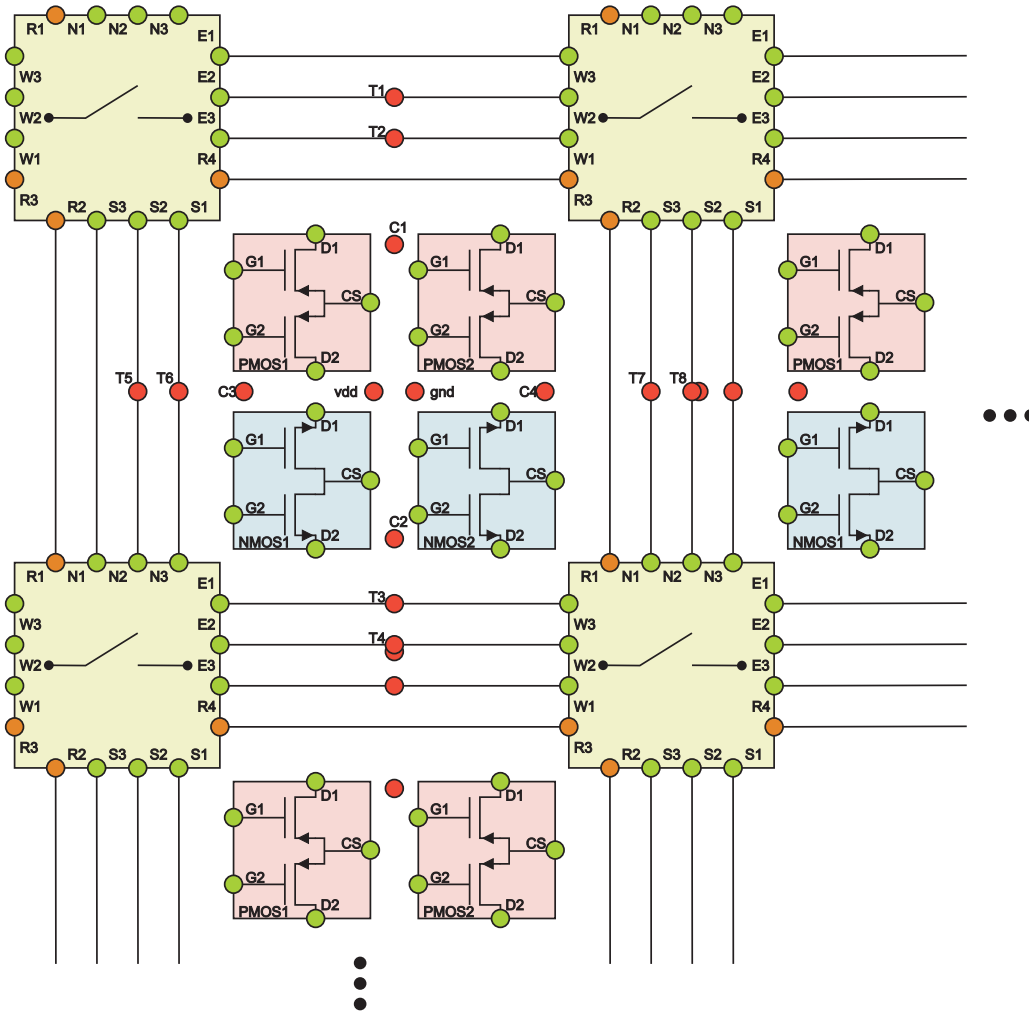 R1 N1 N2 N3 R1 N1 N2 N3
E1 E1
W3 E2 W3 E2
T1
W2 E3 W2 E3
T2
W1 R4 W1 R4
R3 R2 S3 S2 S1 R3 R2 S3 S2 S1
C1
D1 D1 D1
G1 G1 G1
CS CS CS
G2 G2 G2
PMOS1 D2 PMOS2 D2 PMOS1 D2
T5 T6 C3 vdd gnd C4 T7 T8
D1 D1 D1
G1 G1 G1
CS CS CS
G2 G2 G2
C2
NMOS1 D2 NMOS2 D2 NMOS1 D2
R1 N1 N2 N3 R1 N1 N2 N3
E1 E1
T3
W3 E2 W3 E2
T4
W2 E3 W2 E3
W1 R4 W1 R4
R3 R2 S3 S2 S1 R3 R2 S3 S2 S1
D1 D1
G1 G1
CS CS
G2 G2
PMOS1 D2 PMOS2 D2